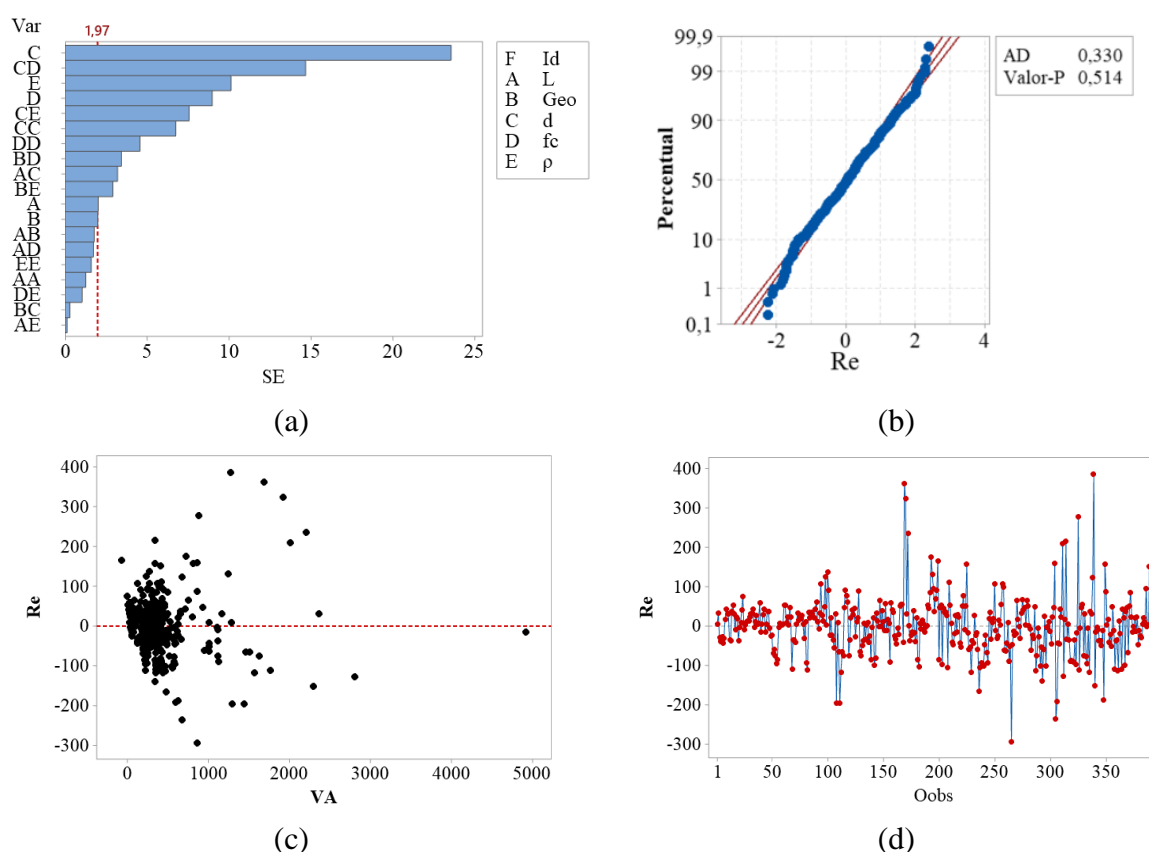 Var
1,97
C
CD
E
D
CE
CC
DD
BD
AC
BE
A
B
AB
AD
EE
AA
DE
BC
AE
0 5 10 15 20 25
SE
F Id
A L
B Geo
C d
D fc
E ρ
(a)
99,9
99
90
50
10
1
0,1
Percentual
-2 0 2 4
Re
AD 0,330
Valor-P 0,514
(b)
400
300
200
100
0
-100
-200
-300
Re
0 1000 2000 3000 4000 5000
VA
(c)
400
300
200
100
0
-100
-200
-300
Re
1 50 100 150 200 250 300 350
Oobs
(d)